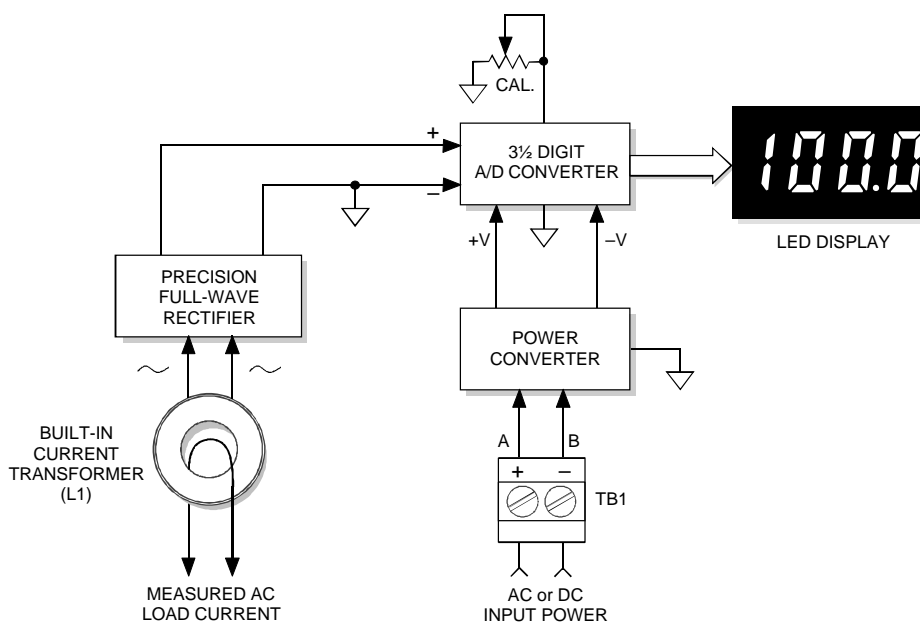 CAL.
+
–
3½ DIGIT
A/D CONVERTER
100.0
LED DISPLAY
+V
–V
PRECISION
FULL-WAVE
RECTIFIER
POWER
CONVERTER
BUILT-IN
CURRENT
TRANSFORMER
(L1)
A
B
+
–
TB1
MEASURED AC
LOAD CURRENT
AC or DC
INPUT POWER